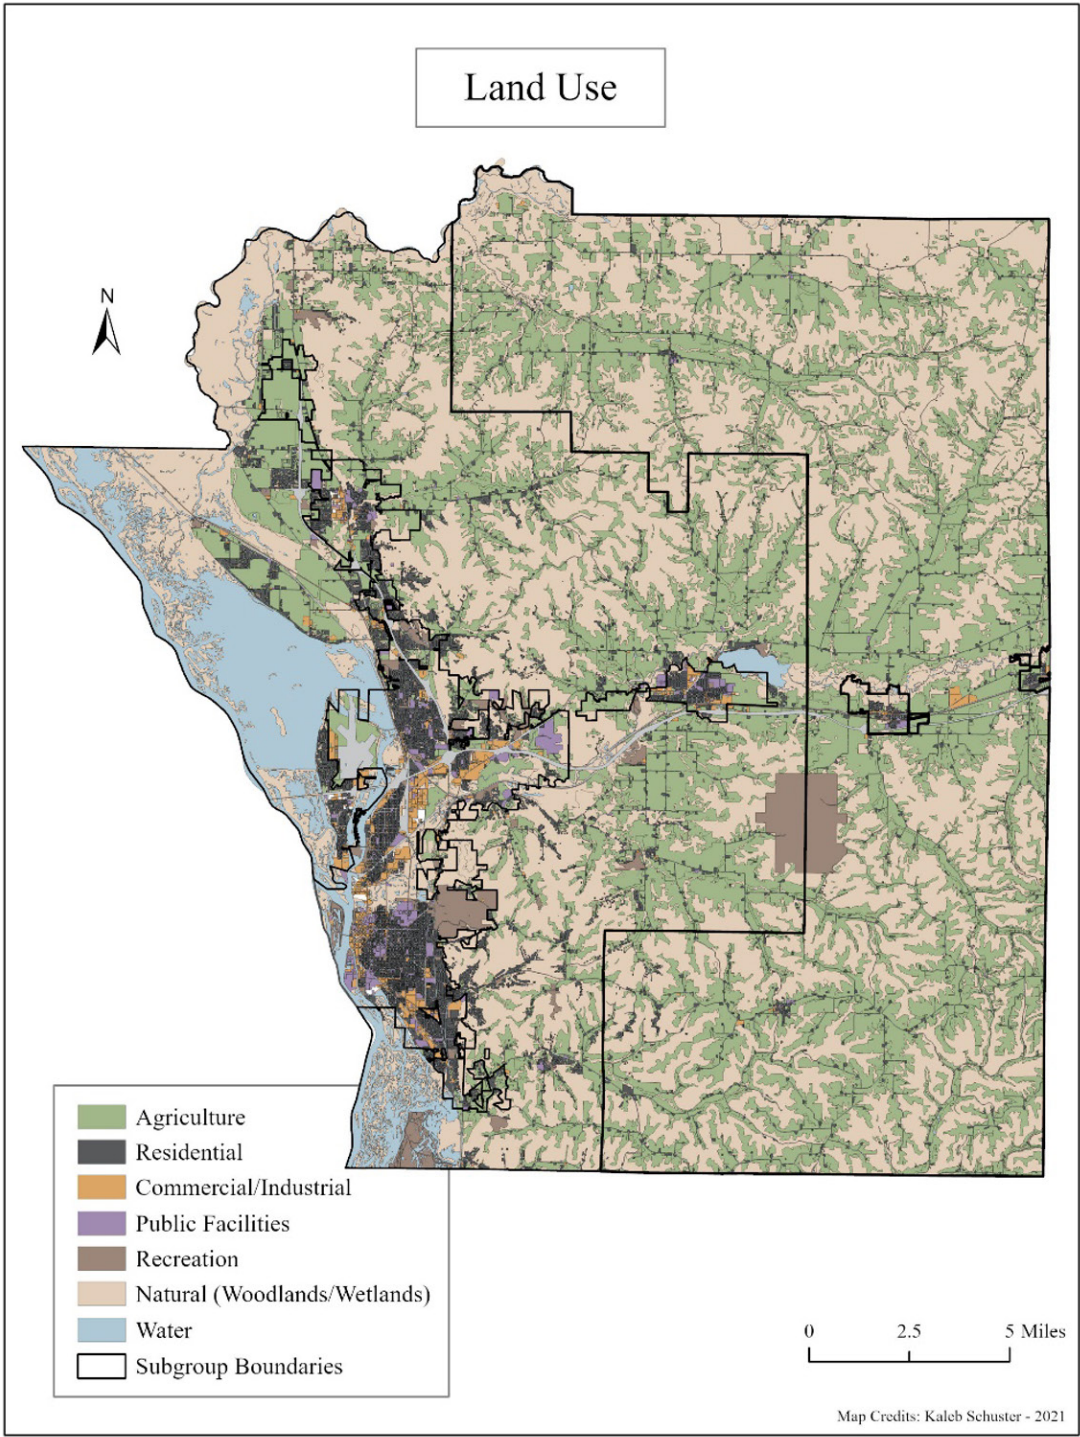 Land Use
N
Agriculture
Residential
Commercial/Industrial
Public Facilities
Recreation
Natural (Woodlands/Wetlands)
Water
Subgroup Boundaries
0 2.5 5 Miles
Map Credits: Kaleb Schuster - 2021